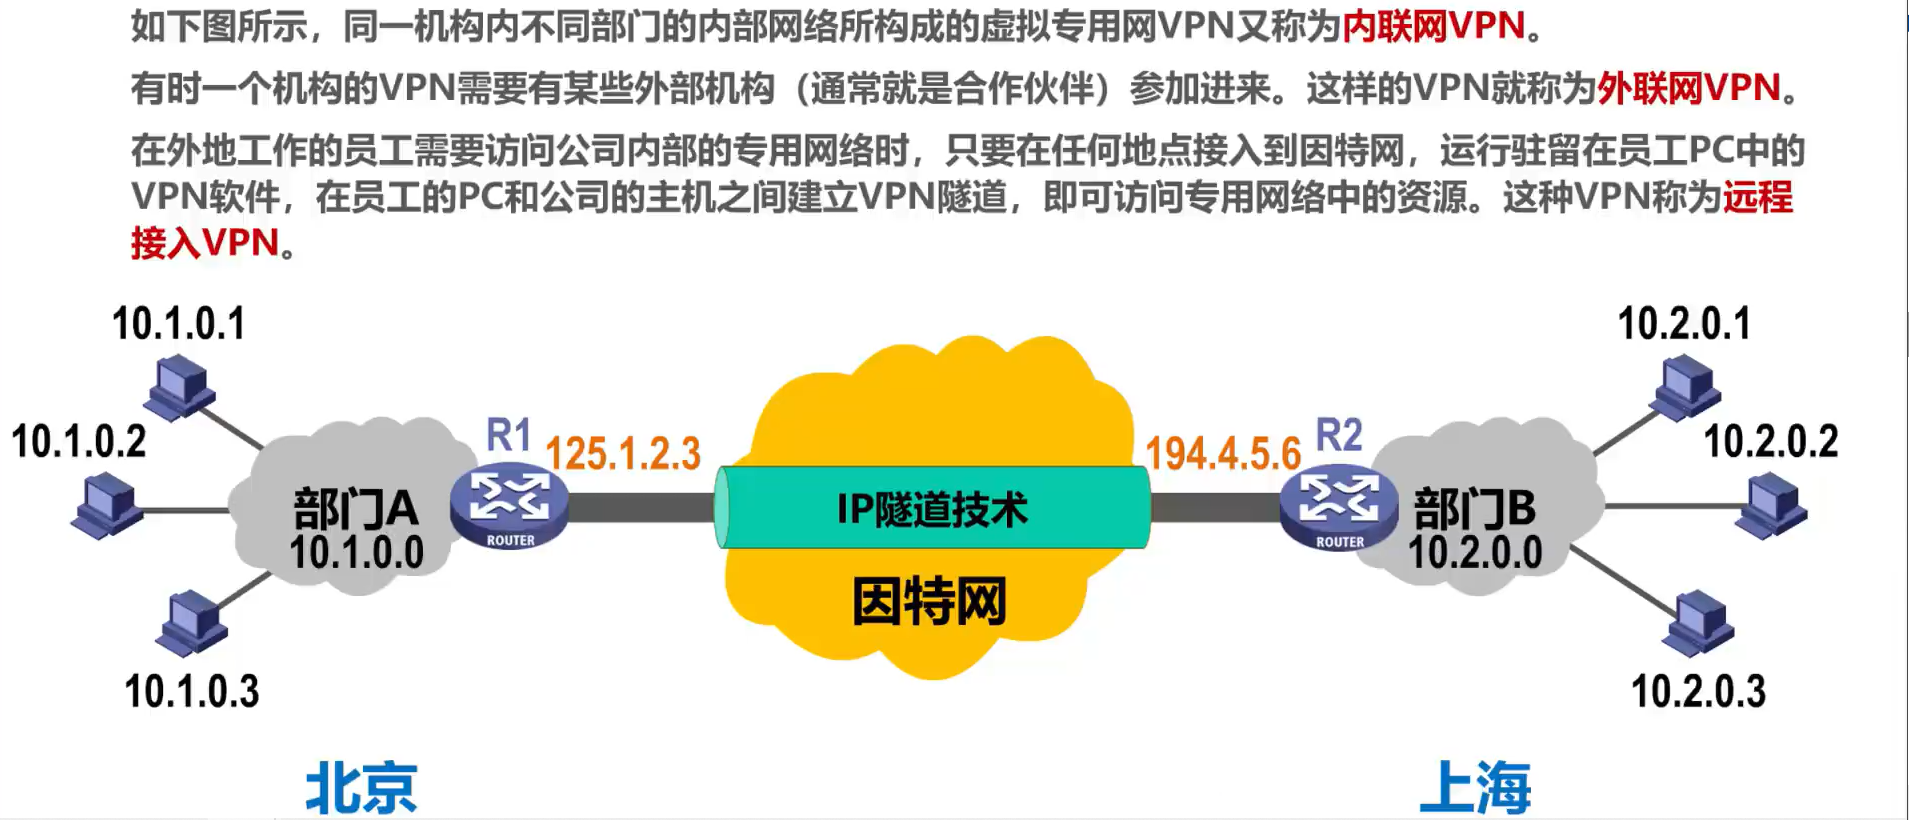 如下图所示，同一机构内不同部门的内部网络所构成的虚拟专用网VPN又称为内联网VPN。
有时一个机构的VPN需要有某些外部机构（通常就是合作伙伴）参加进来。这样的VPN就称为外联网VPN。
在外地工作的员工需要访问公司内部的专用网络时，只要在任何地点接入到因特网，运行驻留在员工PC中的
VPN软件，在员工的PC和公司的主机之间建立VPN隧道，即可访问专用网络中的资源。这种VPN称为远程
接入VPN。
10.1.0.1
10.2.0.1
10.1.0.2
R1
125.1.2.3
194.4.5.6
R2
10.2.0.2
部门A
10.1.0.0
ROUTER
IP隧道技术
ROUTER
部门B
10.2.0.0
因特网
10.1.0.3
10.2.0.3
北京
上海